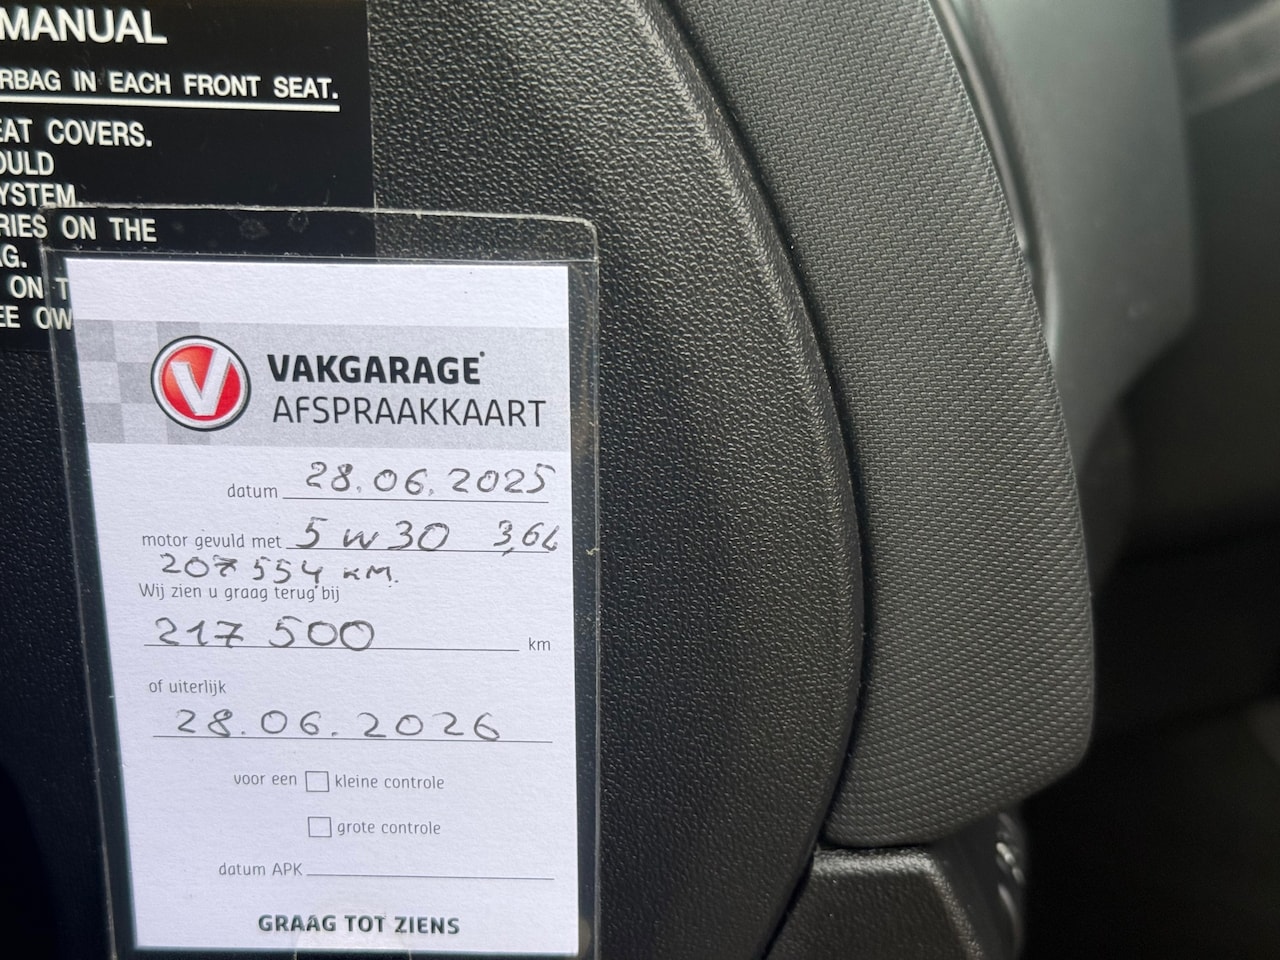 MANUAL
RBAG IN EACH FRONT SEAT.
EAT COVERS.
OULD
YSTEM.
RIES ON THE
G.
ON T
EE OW
VAKGARAGE
AFSPRAAKKAART
datum 28.06.2025
motor gevuld met 5w30 3,6L
207 554 KM.
Wij zien u graag terug bij
217 500 km
of uiterlijk
28.06.2026
voor een kleine controle
grote controle
datum APK
GRAAG TOT ZIENS